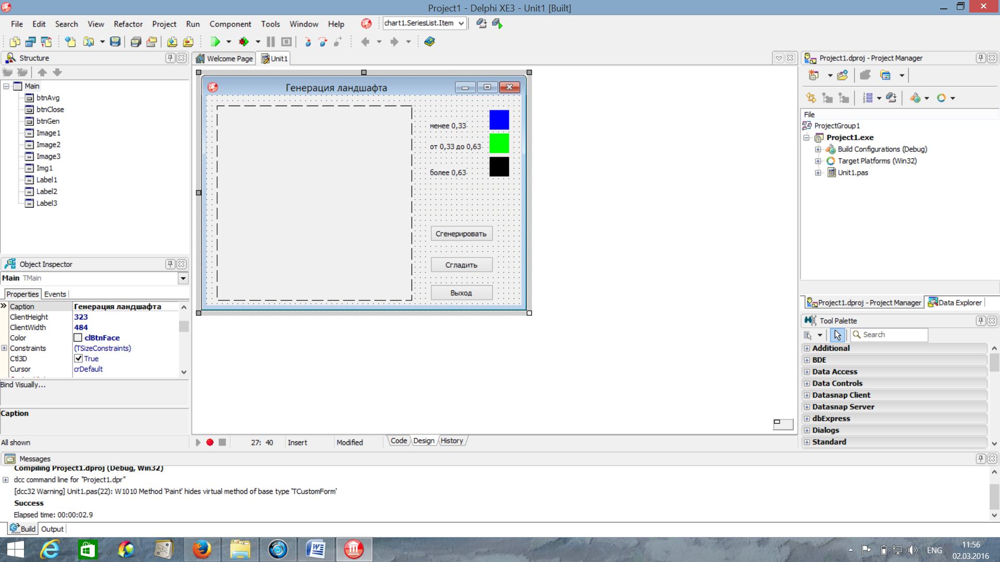 Project1 - Delphi XE3 - Unit1 [Built]
File Edit Search View Refactor Project Run Component Tools Window Help chart1.SeriesList.Item
Structure
Welcome Page Unit1
Project1.dproj - Project Manager
Main
btnAvg
btnClose
btnGen
Image1
Image2
Image3
Img1
Label1
Label2
Label3
Генерация ландшафта
менее 0,33
от 0,33 до 0,63
более 0,63
Сгенерировать
Сгладить
Выход
File
ProjectGroup1
Project1.exe
Build Configurations (Debug)
Target Platforms (Win32)
Unit1.pas
Object Inspector
Main TMain
Properties Events
Caption Генерация ландшафта
ClientHeight 323
ClientWidth 484
Color clBtnFace
Constraints (TSizeConstraints)
Ctl3D True
Cursor crDefault
Bind Visually...
Caption
All shown
27: 40 Insert Modified Code Design History
Project1.dproj - Project Manager Data Explorer
Tool Palette
Search
Additional
BDE
Data Access
Data Controls
Datasnap Client
Datasnap Server
dbExpress
Dialogs
Standard
Messages
Compiling Project1.dproj (Debug, Win32)
dcc command line for "Project1.dpr"
[dcc32 Warning] Unit1.pas(22): W1010 Method 'Paint' hides virtual method of base type 'TCustomForm'
Success
Elapsed time: 00:00:02.9
Build Output
ENG
11:56
02.03.2016